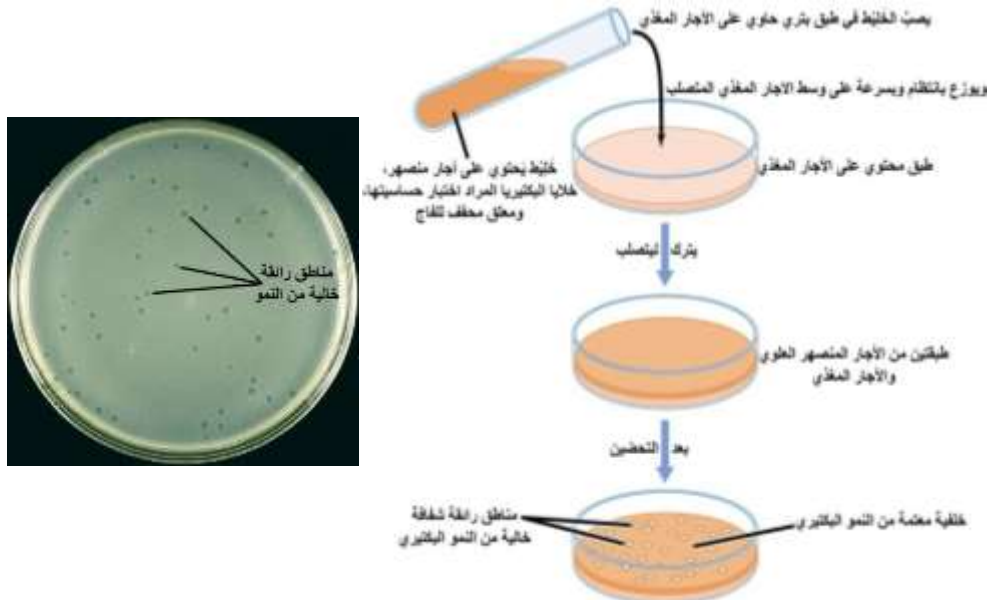 يصبّ الخليط في طبق بتري حاوي على الأجار المغذي
ويوزع بانتظام وبسرعة على وسط الاجار المغذي المتصلب
خليط يحتوي على أجار منصهر،
خلايا البكتيريا المراد اختبار حساسيتها،
ومعلق مخفف للفاج
طبق محتوي على الأجار المغذي
يترك ليتصلب
طبقتين من الأجار المنصهر العلوي
والأجار المغذي
بعد التحضين
مناطق رائقة شفافة
خالية من النمو البكتيري
خلفية معتمة من النمو البكتيري
مناطق رائقة
خالية من النمو